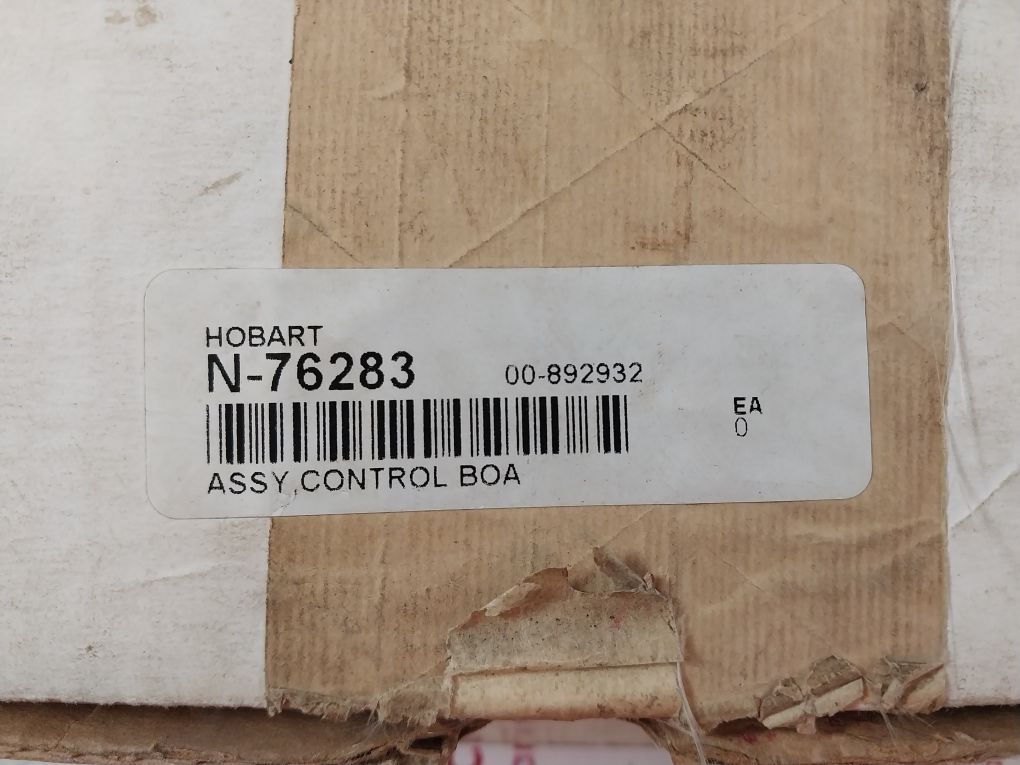 HOBART
N-76283 00-892932
EA
0
ASSY,CONTROL BOA